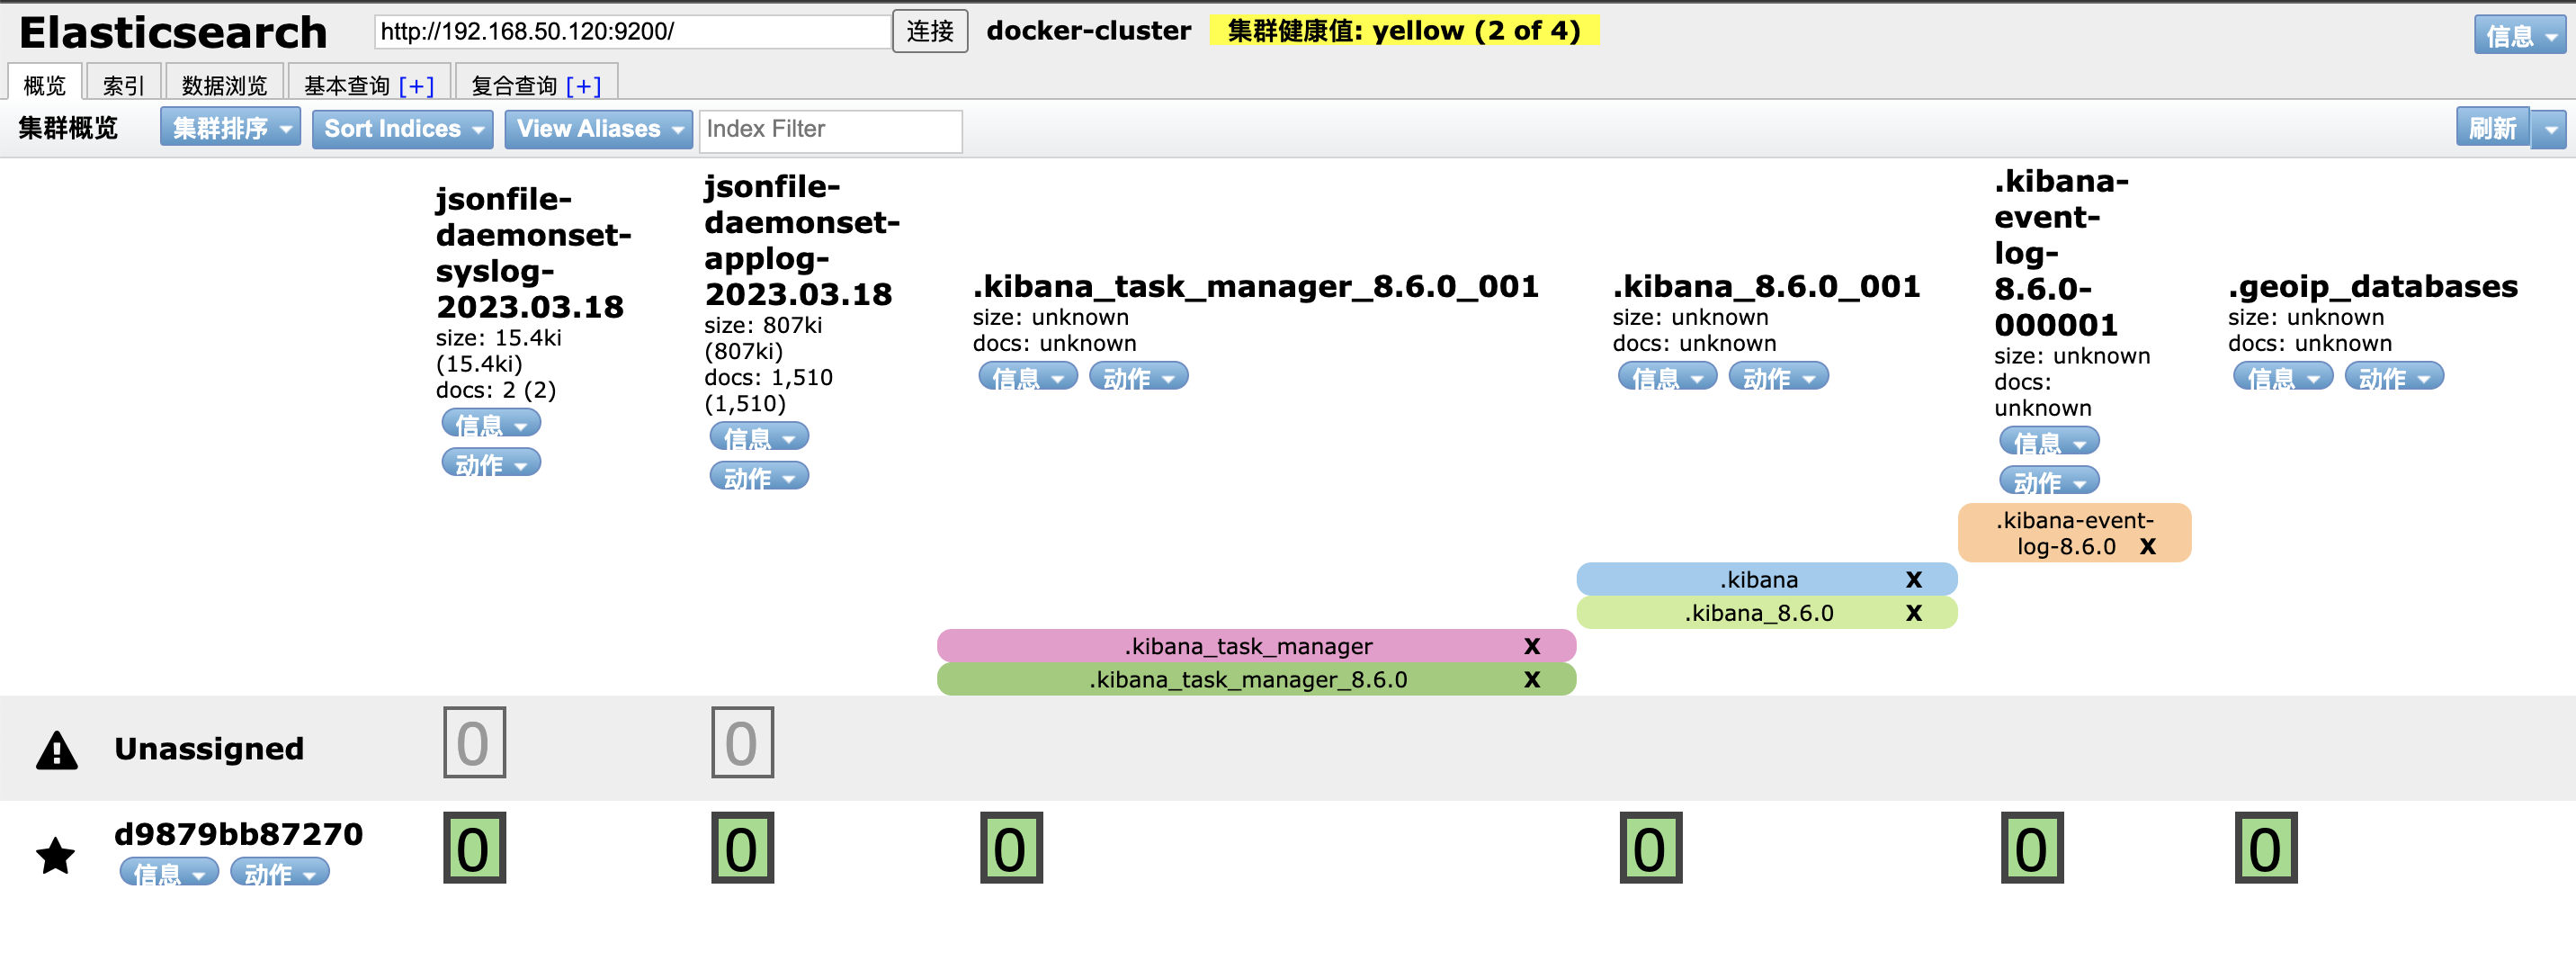 Elasticsearch
http://192.168.50.120:9200/
连接
docker-cluster
集群健康值: yellow (2 of 4)
信息
概览
索引
数据浏览
基本查询 [+]
复合查询 [+]
集群概览
集群排序
Sort Indices
View Aliases
Index Filter
刷新
jsonfile-
daemonset-
syslog-
2023.03.18
size: 15.4ki
(15.4ki)
docs: 2 (2)
信息
动作
jsonfile-
daemonset-
applog-
2023.03.18
size: 807ki
(807ki)
docs: 1,510
(1,510)
信息
动作
.kibana_task_manager_8.6.0_001
size: unknown
docs: unknown
信息
动作
.kibana_8.6.0_001
size: unknown
docs: unknown
信息
动作
.kibana-
event-
log-
8.6.0-
000001
size: unknown
docs:
unknown
信息
动作
.geoip_databases
size: unknown
docs: unknown
信息
动作
.kibana-event-
log-8.6.0 X
.kibana X
.kibana_8.6.0 X
.kibana_task_manager X
.kibana_task_manager_8.6.0 X
Unassigned
0
0
d9879bb87270
信息
动作
0
0
0
0
0
0